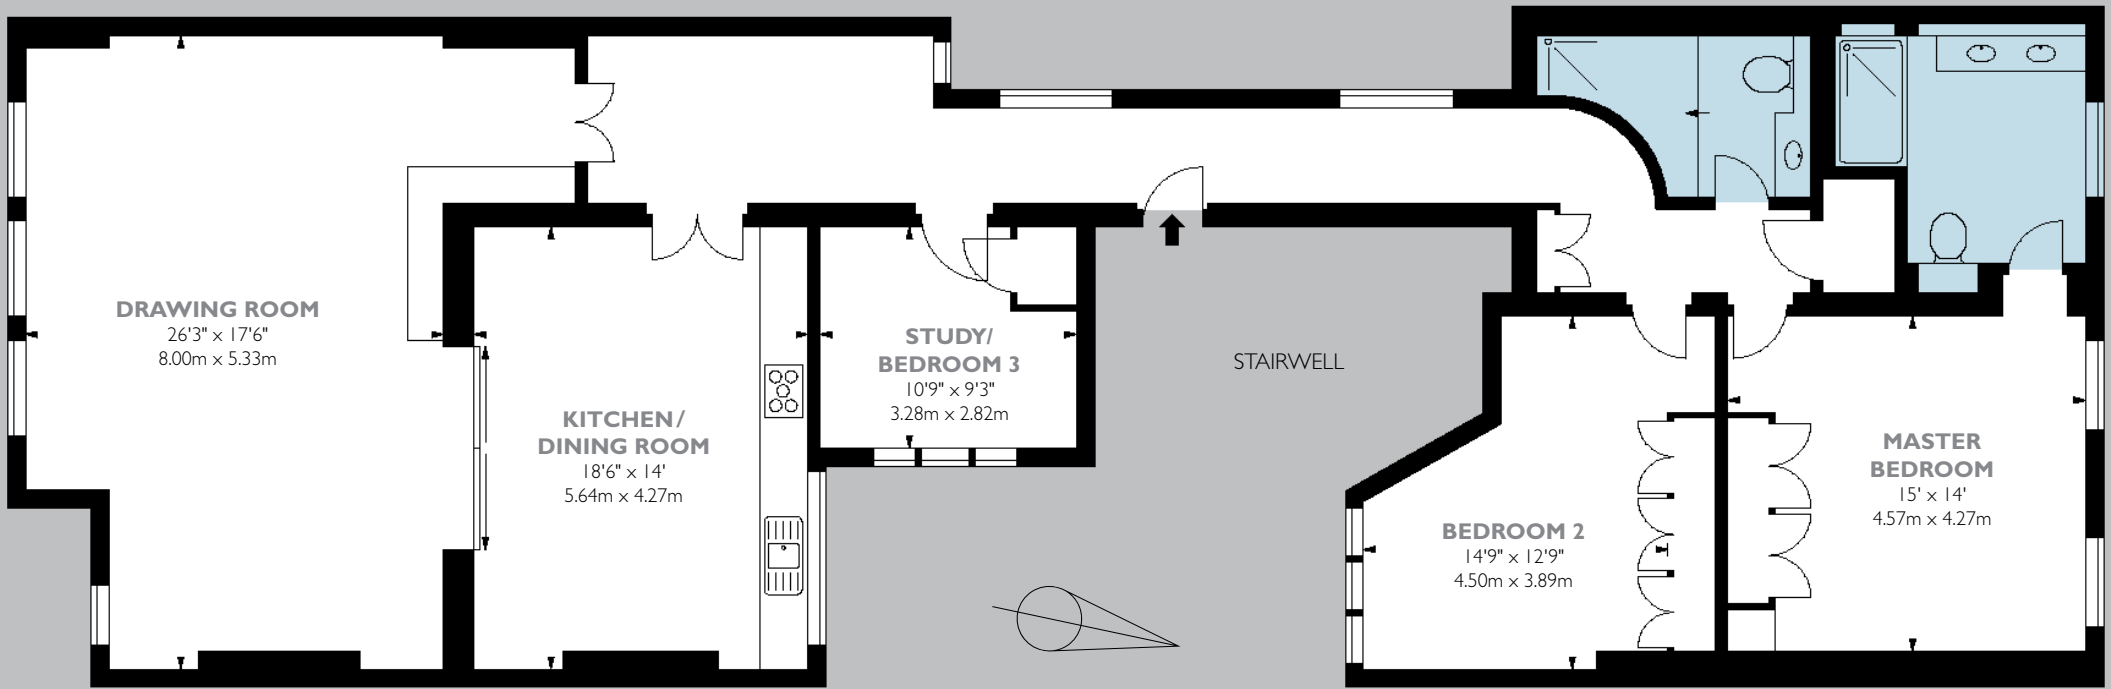 DRAWING ROOM
26'3" x 17'6"
8.00m x 5.33m
KITCHEN/
DINING ROOM
18'6" x 14'
5.64m x 4.27m
STUDY/
BEDROOM 3
10'9" x 9'3"
3.28m x 2.82m
STAIRWELL
BEDROOM 2
14'9" x 12'9"
4.50m x 3.89m
MASTER
BEDROOM
15' x 14'
4.57m x 4.27m